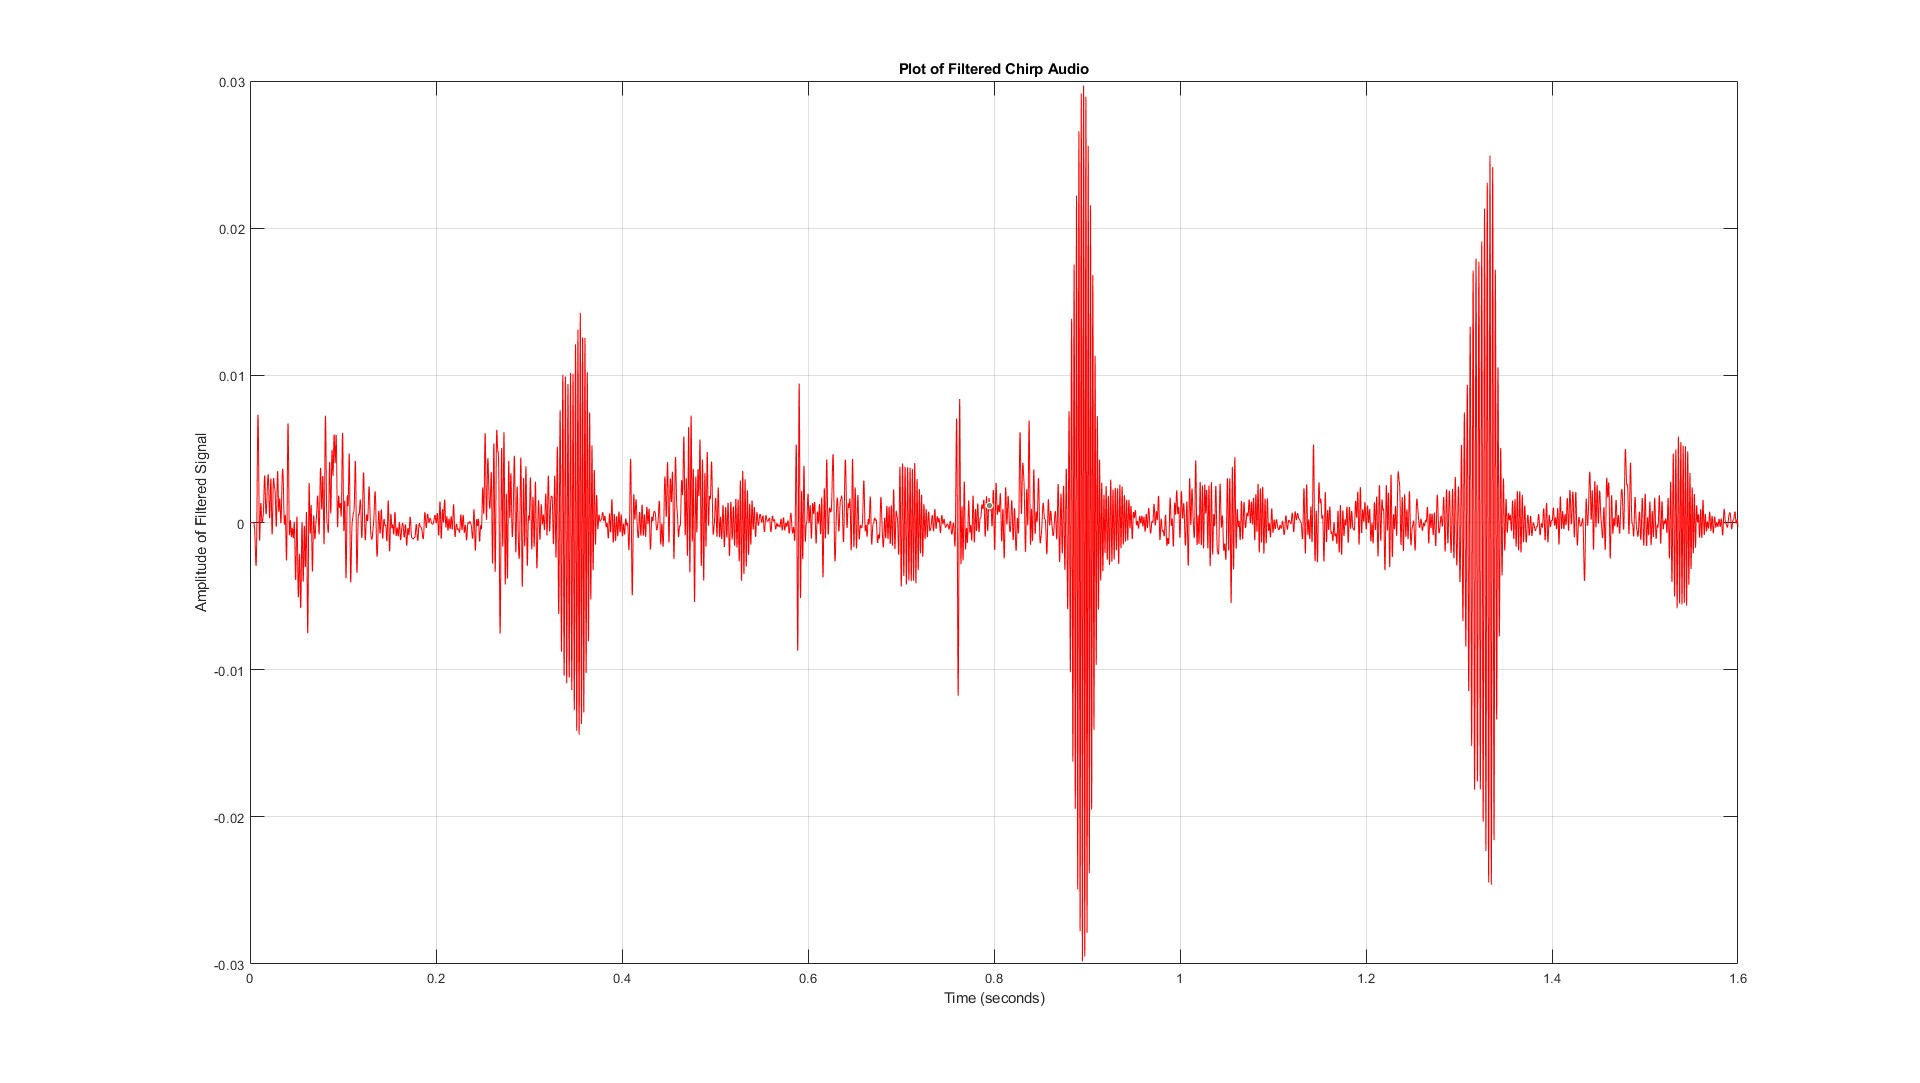 Plot of Filtered Chirp Audio
Amplitude of Filtered Signal
0.03
0.02
0.01
0
-0.01
-0.02
-0.03
0 0.2 0.4 0.6 0.8 1 1.2 1.4 1.6
Time (seconds)